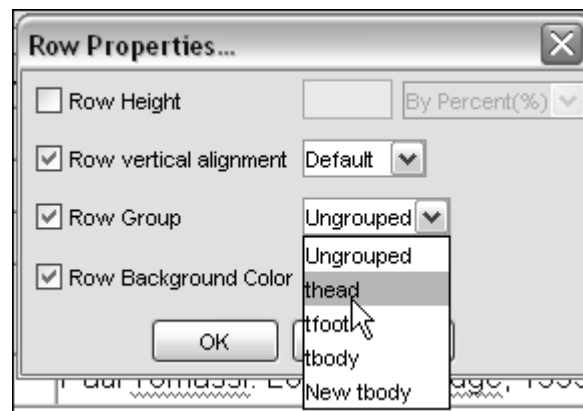 Row Properties...
Row Height By Percent(%)
Row vertical alignment Default
Row Group Ungrouped
Ungrouped
Row Background Color thead
tfoot
OK tbody
New tbody